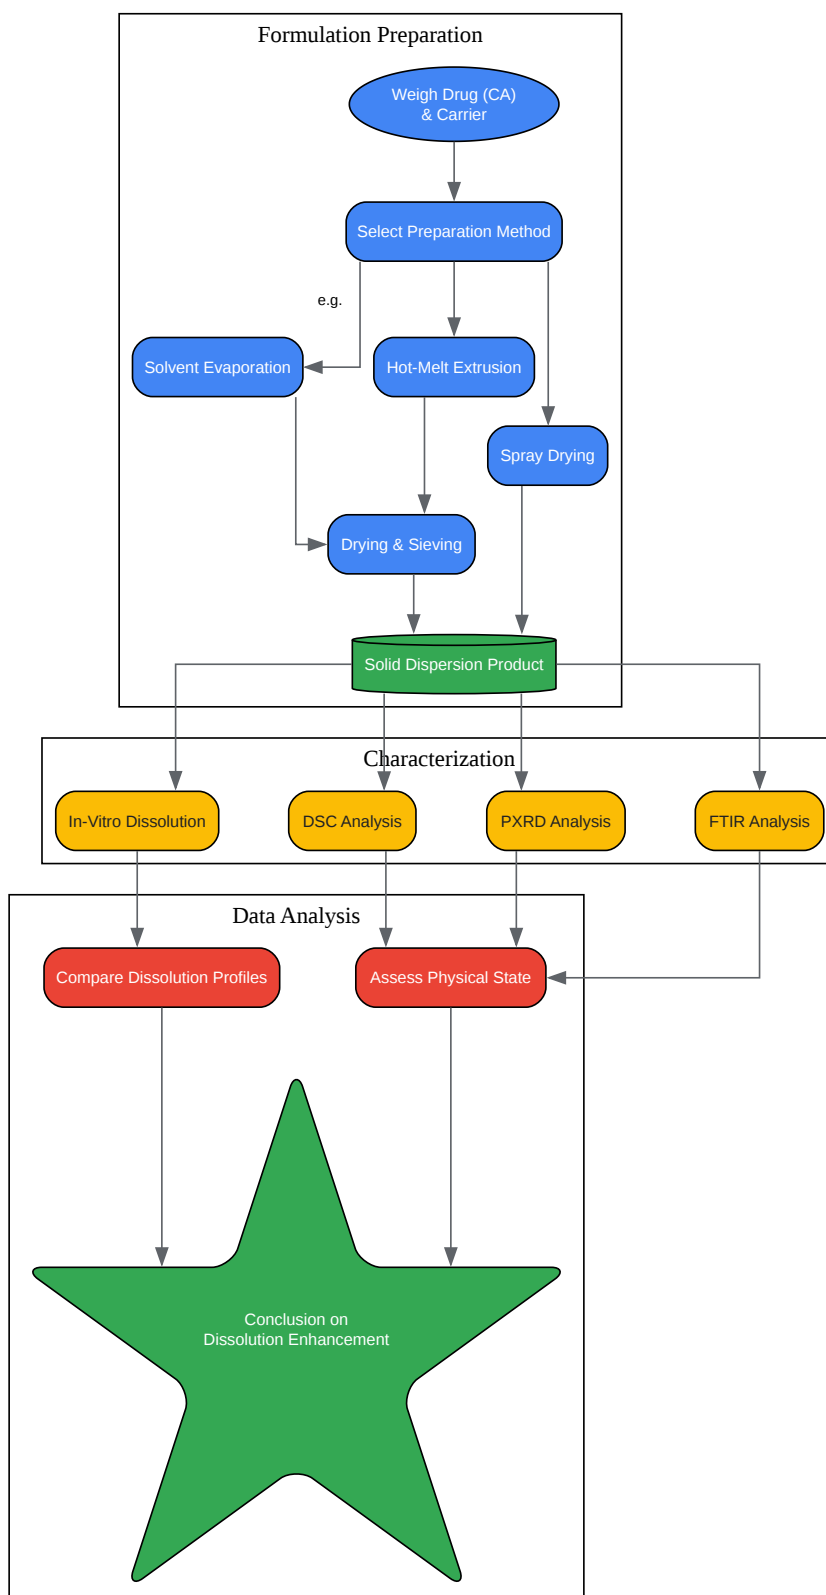 Formulation Preparation
Weigh Drug (CA)
& Carrier
Select Preparation Method
e.g.
Solvent Evaporation
Hot-Melt Extrusion
Spray Drying
Drying & Sieving
Solid Dispersion Product
Characterization
In-Vitro Dissolution
DSC Analysis
PXRD Analysis
FTIR Analysis
Data Analysis
Compare Dissolution Profiles
Assess Physical State
Conclusion on
Dissolution Enhancement